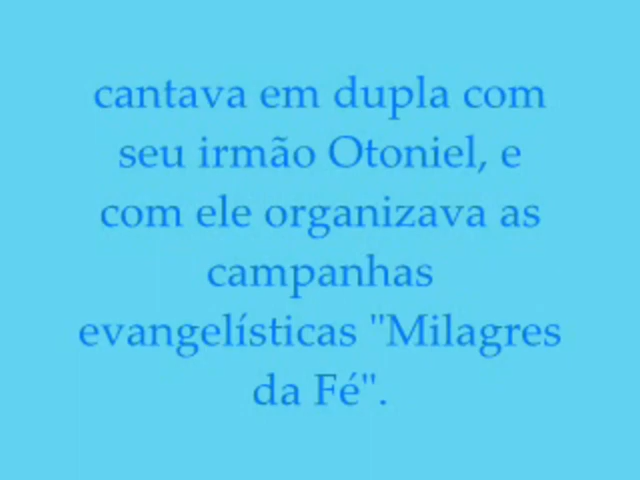 cantava em dupla com
seu irmão Otoniel, e
com ele organizava as
campanhas
evangelísticas "Milagres
da Fé".